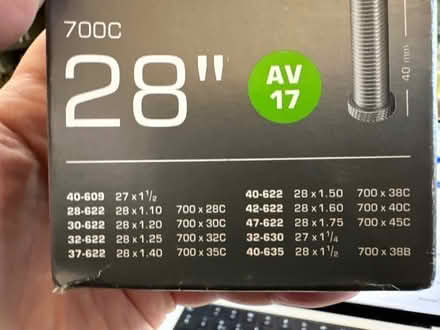 700C
28"
AV
17
40 mm
40-609 27 x 1 1/2
28-622 28 x 1.10 700 x 28C
30-622 28 x 1.20 700 x 30C
32-622 28 x 1.25 700 x 32C
37-622 28 x 1.40 700 x 35C
40-622 28 x 1.50 700 x 38C
42-622 28 x 1.60 700 x 40C
47-622 28 x 1.75 700 x 45C
32-630 27 x 1 1/4
40-635 28 x 1 1/2 700 x 38B